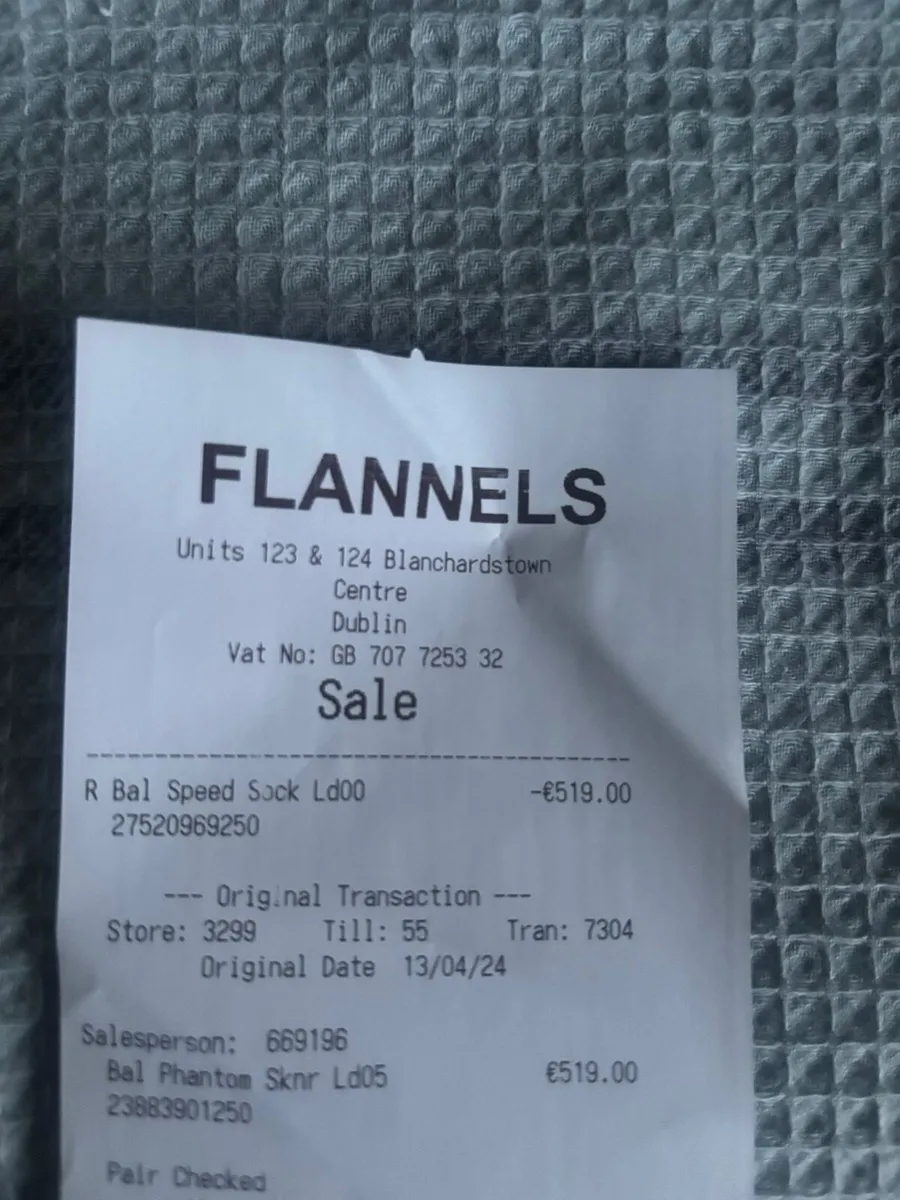 FLANNELS
Units 123 & 124 Blanchardstown
Centre
Dublin
Vat No: GB 707 7253 32
Sale
R Bal Speed Sock Ld00 -€519.00
27520969250
--- Original Transaction ---
Store: 3299 Till: 55 Tran: 7304
Original Date 13/04/24
Salesperson: 669196
Bal Phantom Sknr Ld05 €519.00
23883901250
Pair Checked